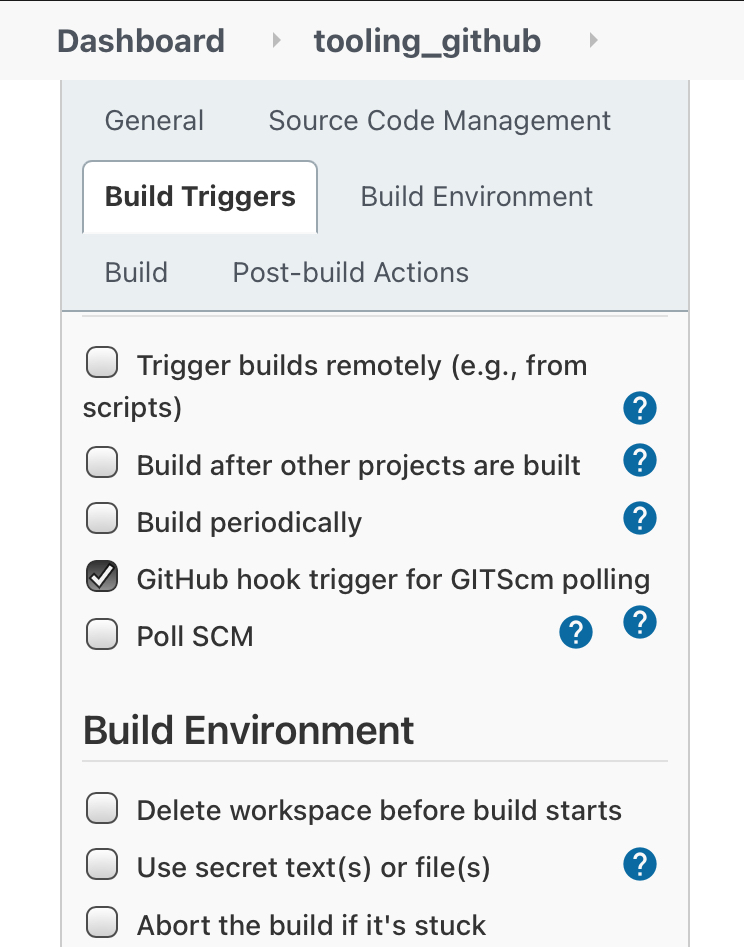 Dashboard tooling_github
General Source Code Management
Build Triggers Build Environment
Build Post-build Actions
Trigger builds remotely (e.g., from
scripts) ?
Build after other projects are built ?
Build periodically ?
GitHub hook trigger for GITScm polling
?
Poll SCM ?
Build Environment
Delete workspace before build starts
Use secret text(s) or file(s) ?
Abort the build if it's stuck